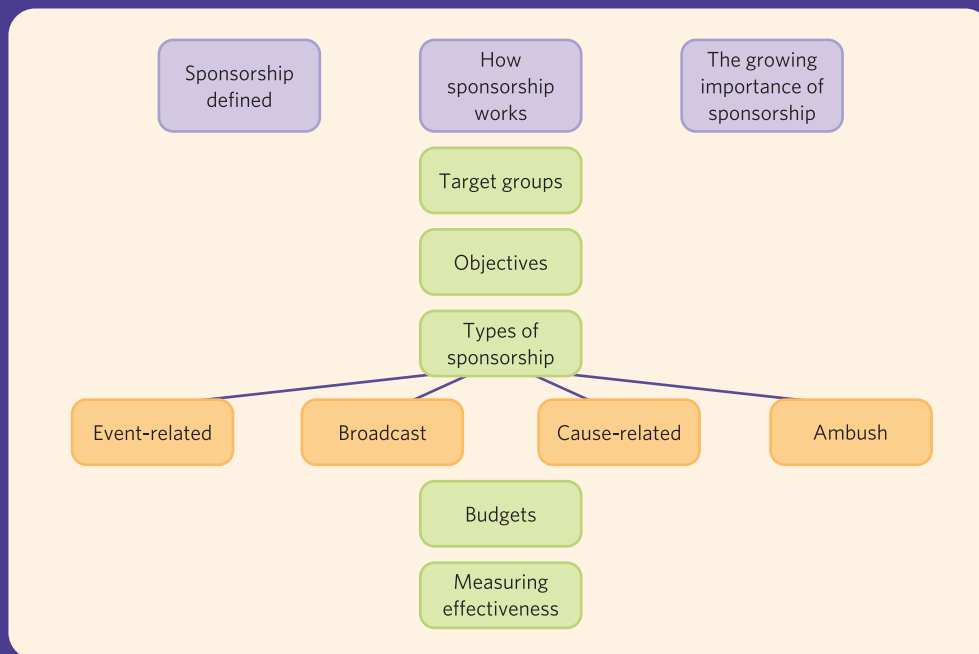 Sponsorship
defined
How
sponsorship
works
The growing
importance of
sponsorship
Target groups
Objectives
Types of
sponsorship
Event-related
Broadcast
Cause-related
Ambush
Budgets
Measuring
effectiveness